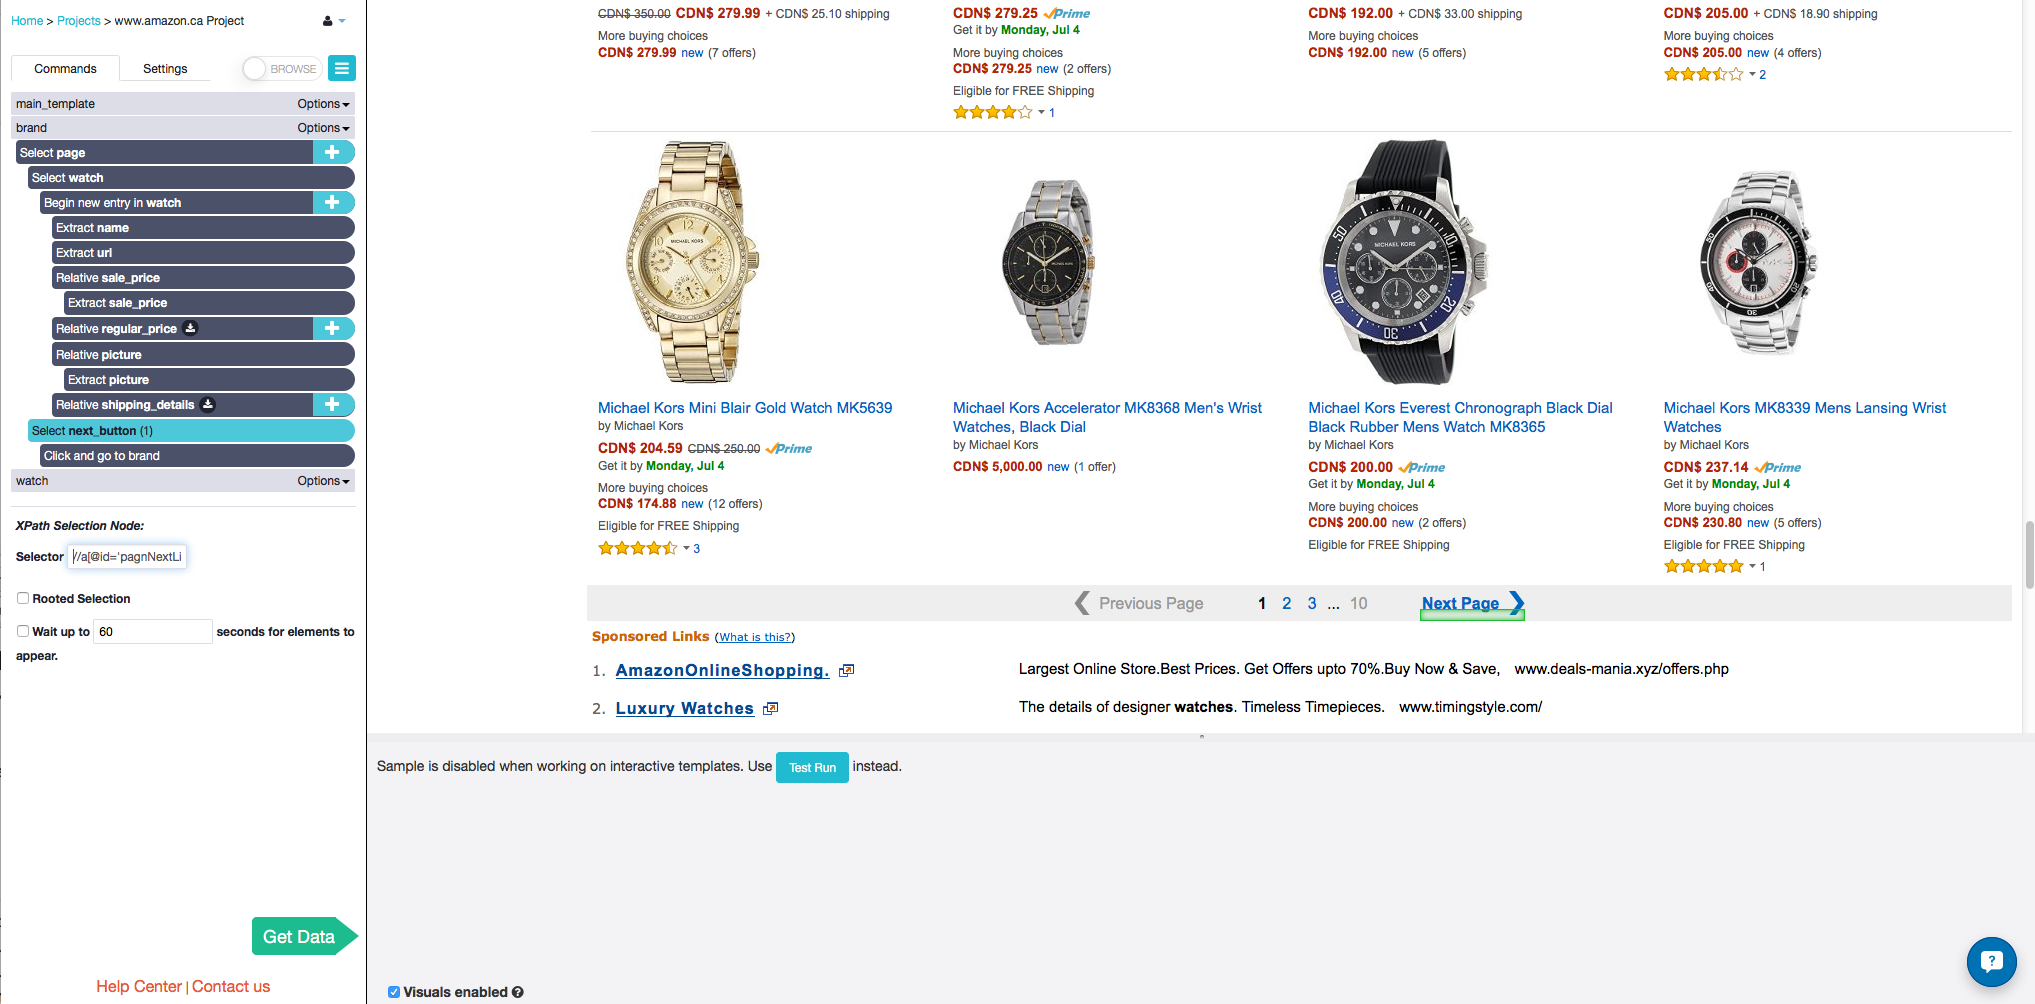 Home > Projects > www.amazon.ca Project
Commands
Settings
BROWSE
main_template Options
brand Options
Select page
Select watch
Begin new entry in watch
Extract name
Extract url
Relative sale_price
Extract sale_price
Relative regular_price
Relative picture
Extract picture
Relative shipping_details
Select next_button (1)
Click and go to brand
watch Options
XPath Selection Node:
Selector //a[@id='pagnNextLi
Rooted Selection
Wait up to 60 seconds for elements to
appear.
Get Data
Help Center | Contact us
CDN$ 350.00 CDN$ 279.99 + CDN$ 25.10 shipping
More buying choices
CDN$ 279.99 new (7 offers)
CDN$ 279.25 Prime
Get it by Monday, Jul 4
More buying choices
CDN$ 279.25 new (2 offers)
Eligible for FREE Shipping
1
CDN$ 192.00 + CDN$ 33.00 shipping
More buying choices
CDN$ 192.00 new (5 offers)
CDN$ 205.00 + CDN$ 18.90 shipping
More buying choices
CDN$ 205.00 new (4 offers)
2
Michael Kors Mini Blair Gold Watch MK5639
by Michael Kors
CDN$ 204.59 CDN$ 250.00 Prime
Get it by Monday, Jul 4
More buying choices
CDN$ 174.88 new (12 offers)
Eligible for FREE Shipping
3
Michael Kors Accelerator MK8368 Men's Wrist
Watches, Black Dial
by Michael Kors
CDN$ 5,000.00 new (1 offer)
MICHAEL KORS
Michael Kors Everest Chronograph Black Dial
Black Rubber Mens Watch MK8365
by Michael Kors
CDN$ 200.00 Prime
Get it by Monday, Jul 4
More buying choices
CDN$ 200.00 new (2 offers)
Eligible for FREE Shipping
MICHAEL KORS
Michael Kors MK8339 Mens Lansing Wrist
Watches
by Michael Kors
CDN$ 237.14 Prime
Get it by Monday, Jul 4
More buying choices
CDN$ 230.80 new (5 offers)
Eligible for FREE Shipping
1
Previous Page 1 2 3 ... 10 Next Page
Sponsored Links (What is this?)
1. AmazonOnlineShopping. Largest Online Store.Best Prices. Get Offers upto 70%.Buy Now & Save, www.deals-mania.xyz/offers.php
2. Luxury Watches The details of designer watches. Timeless Timepieces. www.timingstyle.com/
Sample is disabled when working on interactive templates. Use Test Run instead.
Visuals enabled ?
?